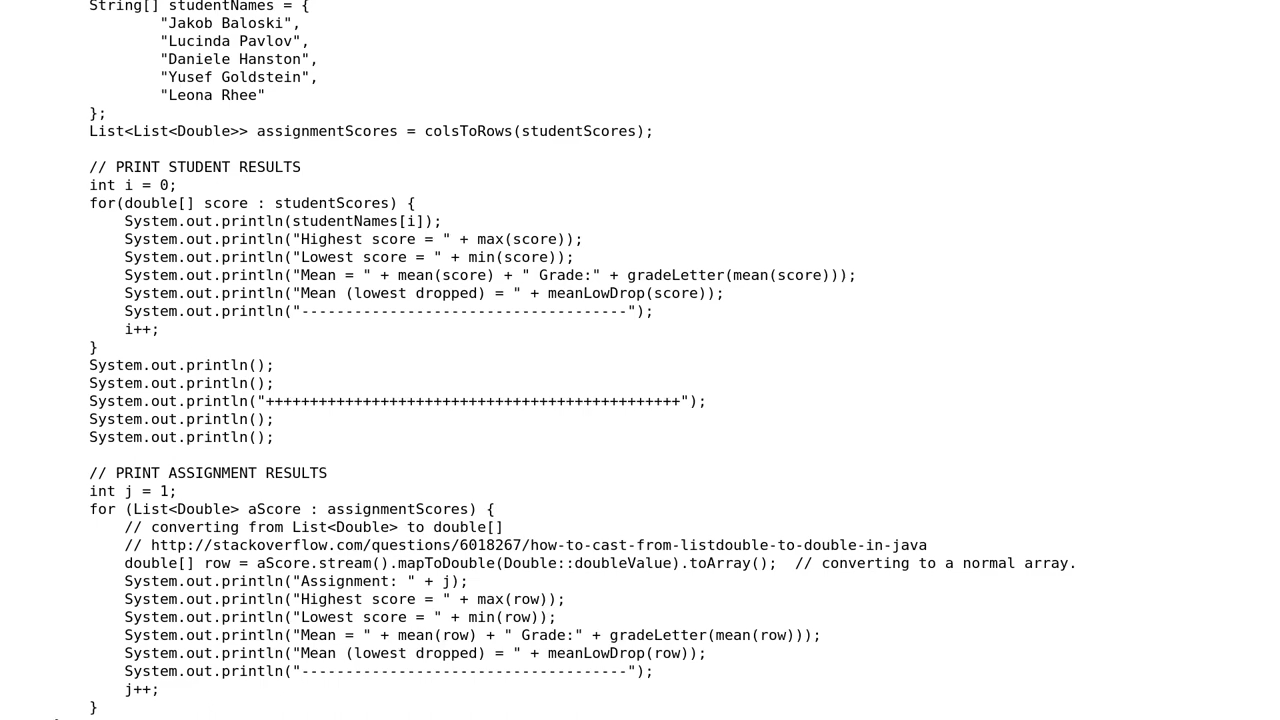 String[] studentNames = {
"Jakob Baloski",
"Lucinda Pavlov",
"Daniele Hanston",
"Yusef Goldstein",
"Leona Rhee"
};
List<List<Double>> assignmentScores = colsToRows(studentScores);
// PRINT STUDENT RESULTS
int i = 0;
for(double[] score : studentScores) {
System.out.println(studentNames[i]);
System.out.println("Highest score = " + max(score));
System.out.println("Lowest score = " + min(score));
System.out.println("Mean = " + mean(score) + " Grade:" + gradeLetter(mean(score)));
System.out.println("Mean (lowest dropped) = " + meanLowDrop(score));
System.out.println("-------------------------------------");
i++;
}
System.out.println();
System.out.println();
System.out.println("+++++++++++++++++++++++++++++++++++++++++++++++");
System.out.println();
System.out.println();
// PRINT ASSIGNMENT RESULTS
int j = 1;
for (List<Double> aScore : assignmentScores) {
// converting from List<Double> to double[]
// http://stackoverflow.com/questions/6018267/how-to-cast-from-listdouble-to-double-in-java
double[] row = aScore.stream().mapToDouble(Double::doubleValue).toArray();  // converting to a normal array.
System.out.println("Assignment: " + j);
System.out.println("Highest score = " + max(row));
System.out.println("Lowest score = " + min(row));
System.out.println("Mean = " + mean(row) + " Grade:" + gradeLetter(mean(row)));
System.out.println("Mean (lowest dropped) = " + meanLowDrop(row));
System.out.println("-------------------------------------");
j++;
}